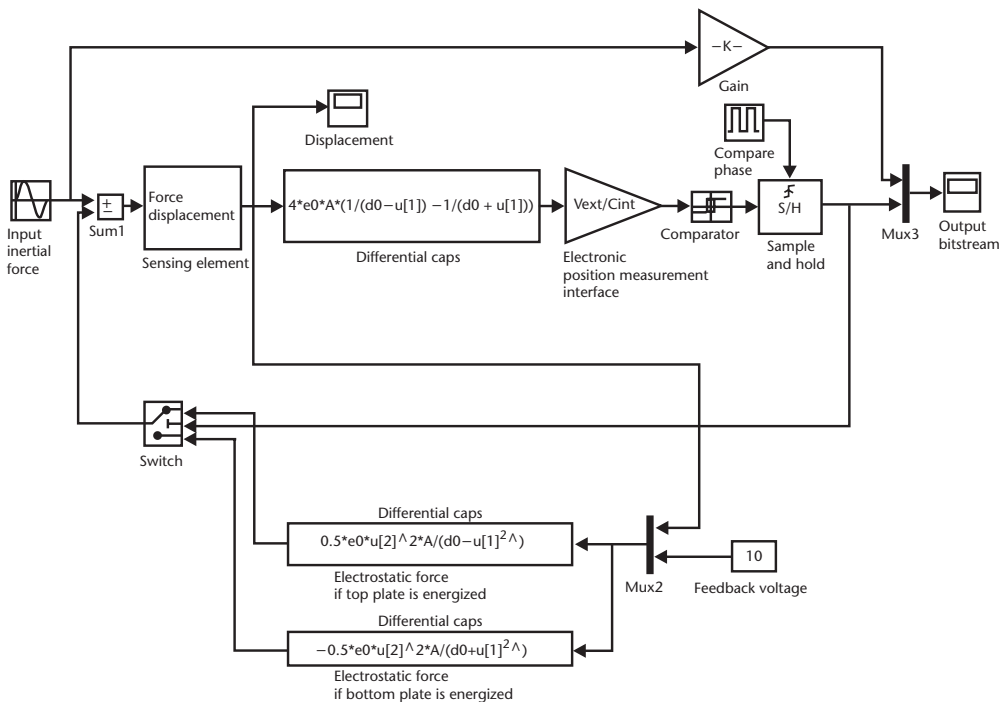 −K−
Gain
Displacement
Compare
phase
Input
inertial
force
±
−
Sum1
Force
displacement
Sensing element
4*e0*A*(1/(d0−u[1]) −1/(d0 + u[1]))
Differential caps
Vext/Cint
Electronic
position measurement
interface
Comparator
S/H
Sample
and hold
Mux3
Output
bitstream
Switch
Differential caps
0.5*e0*u[2]^2*A/(d0−u[1]2^)
Electrostatic force
if top plate is energized
Mux2
10
Feedback voltage
Differential caps
−0.5*e0*u[2]^2*A/(d0+u[1]2^)
Electrostatic force
if bottom plate is energized